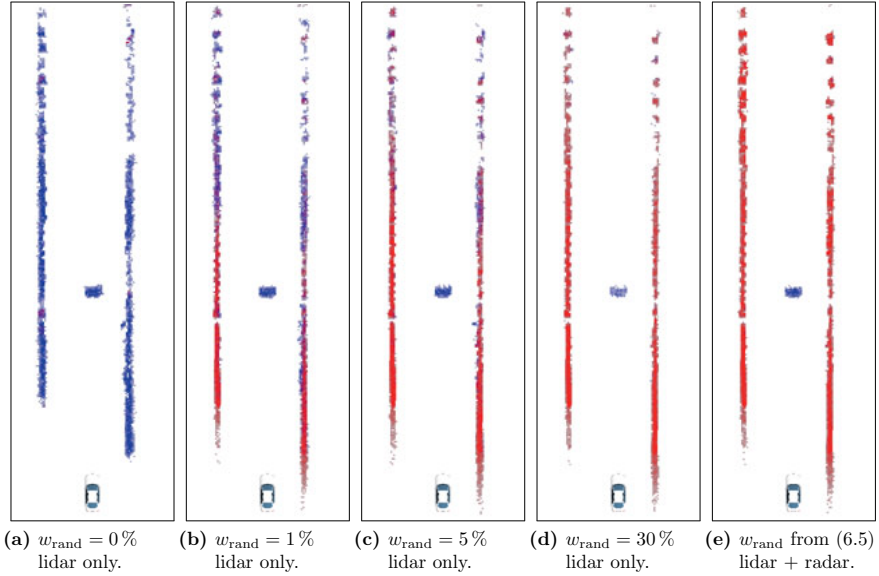 (a) w_rand = 0 %
lidar only.
(b) w_rand = 1 %
lidar only.
(c) w_rand = 5 %
lidar only.
(d) w_rand = 30 %
lidar only.
(e) w_rand from (6.5)
lidar + radar.